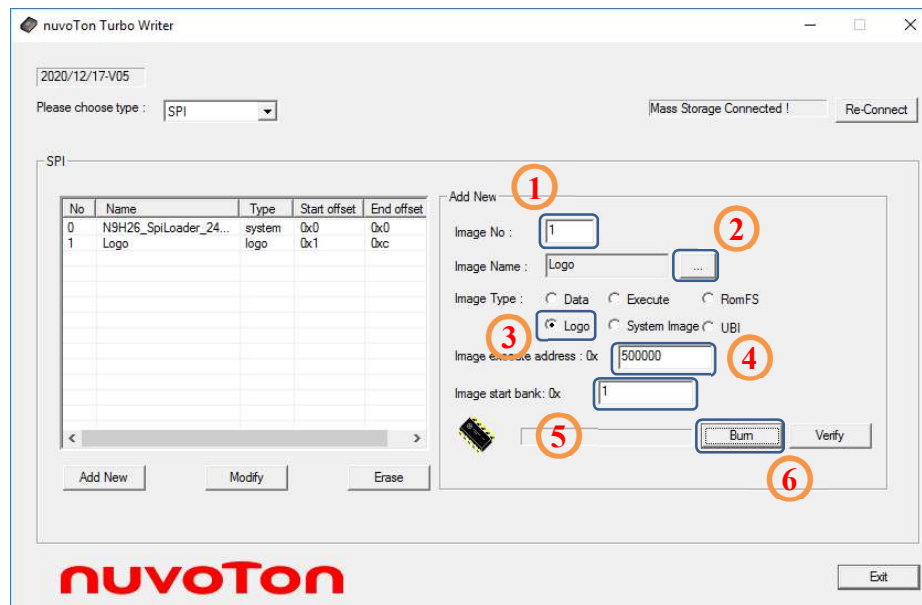 nuvoTon Turbo Writer
2020/12/17-V05
Please choose type : SPI
Mass Storage Connected ! Re-Connect
SPI
No Name Type Start offset End offset
0 N9H26_SpiLoader_24... system 0x0 0x0
1 Logo logo 0x1 0xc
Add New 1
Image No : 1
2
Image Name : Logo ...
Image Type : Data Execute RomFS
3 Logo System Image UBI
Image execute address : 0x 500000 4
Image start bank: 0x 1
5 Burn Verify
6
Add New Modify Erase
nuvoTon
Exit